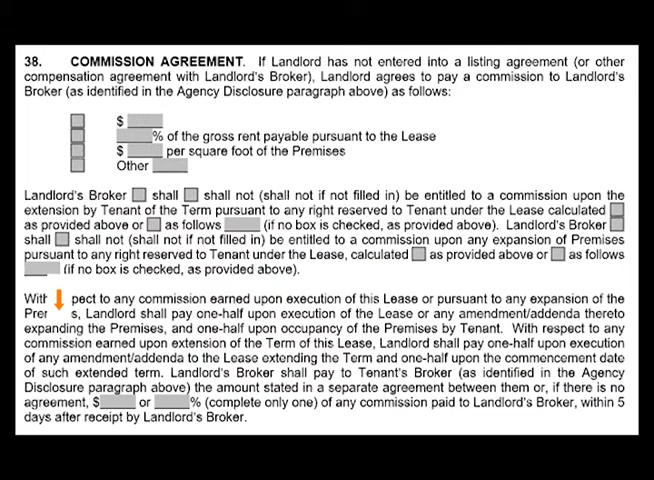 38. COMMISSION AGREEMENT. If Landlord has not entered into a listing agreement (or other
compensation agreement with Landlord's Broker), Landlord agrees to pay a commission to Landlord's
Broker (as identified in the Agency Disclosure paragraph above) as follows:
$
% of the gross rent payable pursuant to the Lease
$ per square foot of the Premises
Other
Landlord's Broker shall shall not (shall not if not filled in) be entitled to a commission upon the
extension by Tenant of the Term pursuant to any right reserved to Tenant under the Lease calculated
as provided above or as follows (if no box is checked, as provided above). Landlord's Broker
shall shall not (shall not if not filled in) be entitled to a commission upon any expansion of Premises
pursuant to any right reserved to Tenant under the Lease, calculated as provided above or as follows
(if no box is checked, as provided above).
With pect to any commission earned upon execution of this Lease or pursuant to any expansion of the
Prer s, Landlord shall pay one-half upon execution of the Lease or any amendment/addenda thereto
expanding the Premises, and one-half upon occupancy of the Premises by Tenant. With respect to any
commission earned upon extension of the Term of this Lease, Landlord shall pay one-half upon execution
of any amendment/addenda to the Lease extending the Term and one-half upon the commencement date
of such extended term. Landlord's Broker shall pay to Tenant's Broker (as identified in the Agency
Disclosure paragraph above) the amount stated in a separate agreement between them or, if there is no
agreement, $ or % (complete only one) of any commission paid to Landlord's Broker, within 5
days after receipt by Landlord's Broker.